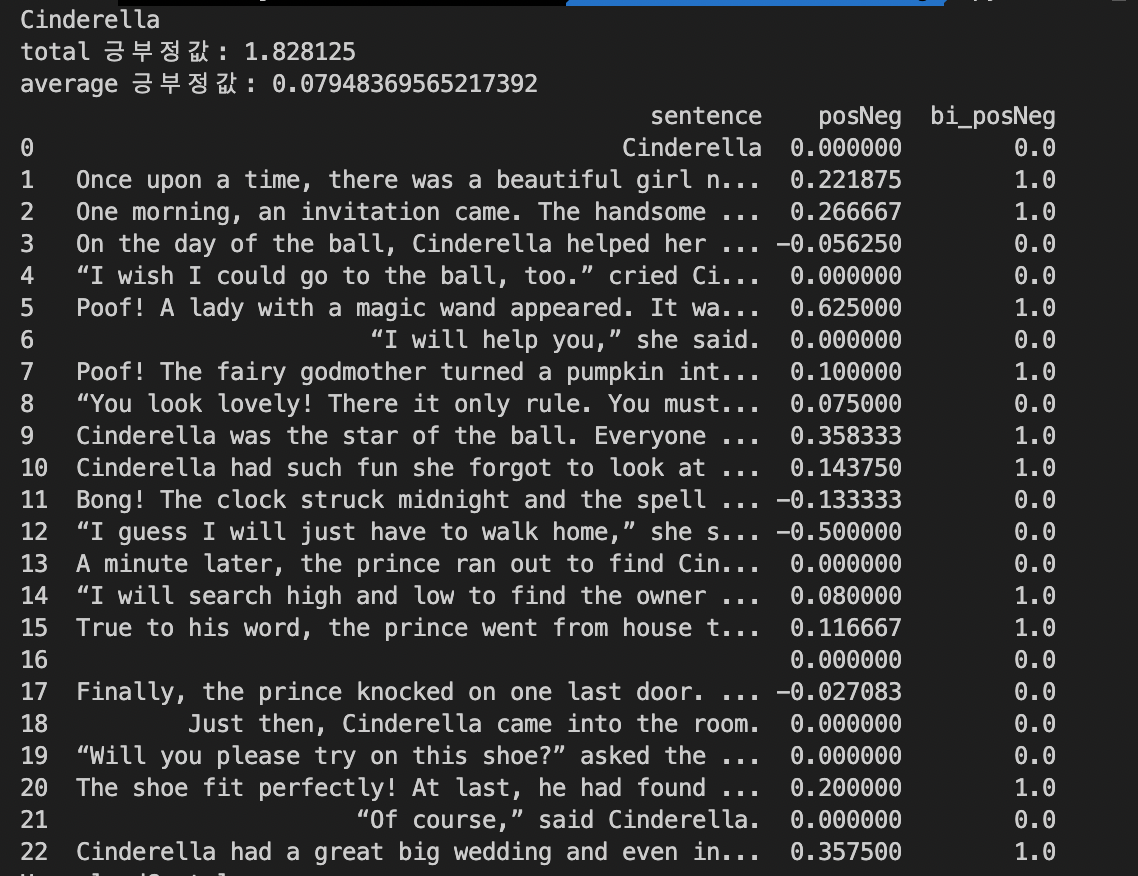 Cinderella
total 긍부정값: 1.828125
average 긍부정값: 0.07948369565217392
sentence posNeg bi_posNeg
0 Cinderella 0.000000 0.0
1 Once upon a time, there was a beautiful girl n... 0.221875 1.0
2 One morning, an invitation came. The handsome ... 0.266667 1.0
3 On the day of the ball, Cinderella helped her ... -0.056250 0.0
4 “I wish I could go to the ball, too.” cried Ci... 0.000000 0.0
5 Poof! A lady with a magic wand appeared. It wa... 0.625000 1.0
6 “I will help you,” she said. 0.000000 0.0
7 Poof! The fairy godmother turned a pumpkin int... 0.100000 1.0
8 “You look lovely! There it only rule. You must... 0.075000 0.0
9 Cinderella was the star of the ball. Everyone ... 0.358333 1.0
10 Cinderella had such fun she forgot to look at ... 0.143750 1.0
11 Bong! The clock struck midnight and the spell ... -0.133333 0.0
12 “I guess I will just have to walk home,” she s... -0.500000 0.0
13 A minute later, the prince ran out to find Cin... 0.000000 0.0
14 “I will search high and low to find the owner ... 0.080000 1.0
15 True to his word, the prince went from house t... 0.116667 1.0
16 0.000000 0.0
17 Finally, the prince knocked on one last door. ... -0.027083 0.0
18 Just then, Cinderella came into the room. 0.000000 0.0
19 “Will you please try on this shoe?” asked the ... 0.000000 0.0
20 The shoe fit perfectly! At last, he had found ... 0.200000 1.0
21 “Of course,” said Cinderella. 0.000000 0.0
22 Cinderella had a great big wedding and even in... 0.357500 1.0